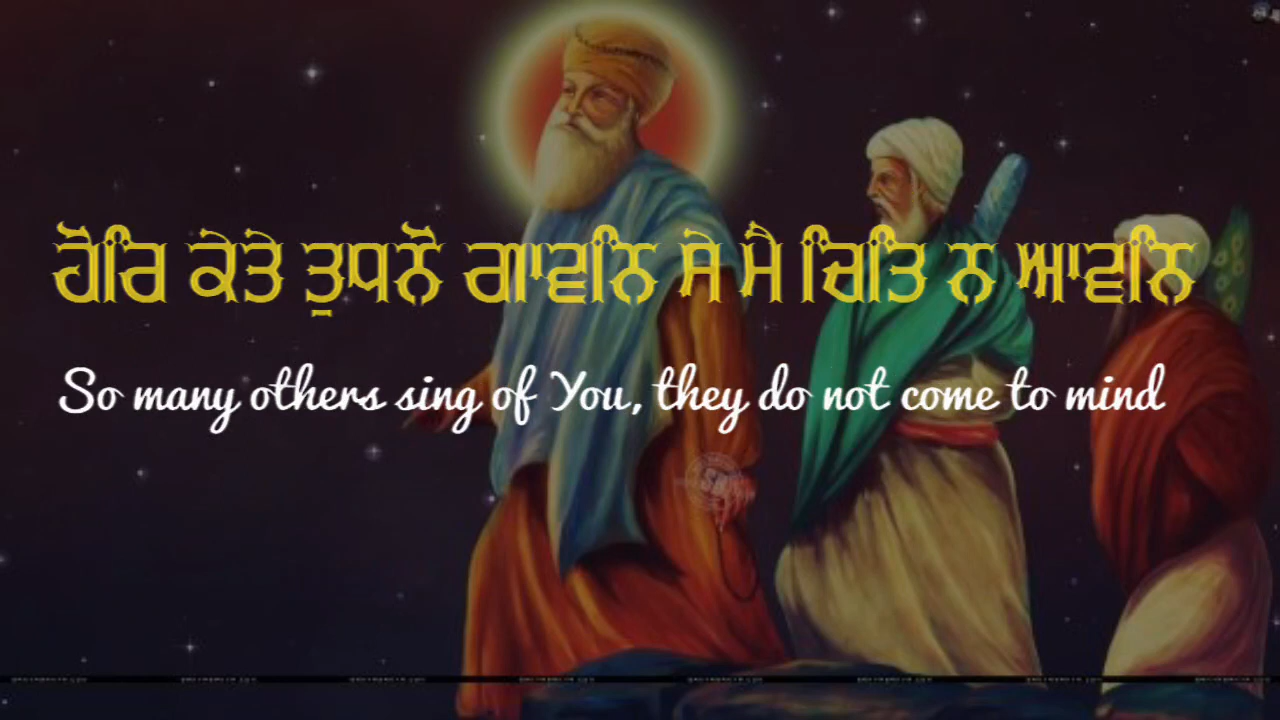 ਹੋਰਿ ਕੇਤੇ ਤੁਧਨੋ ਗਾਵਨਿ ਸੇ ਮੈ ਚਿਤਿ ਨ ਆਵਨਿ
So many others sing of You, they do not come to mind